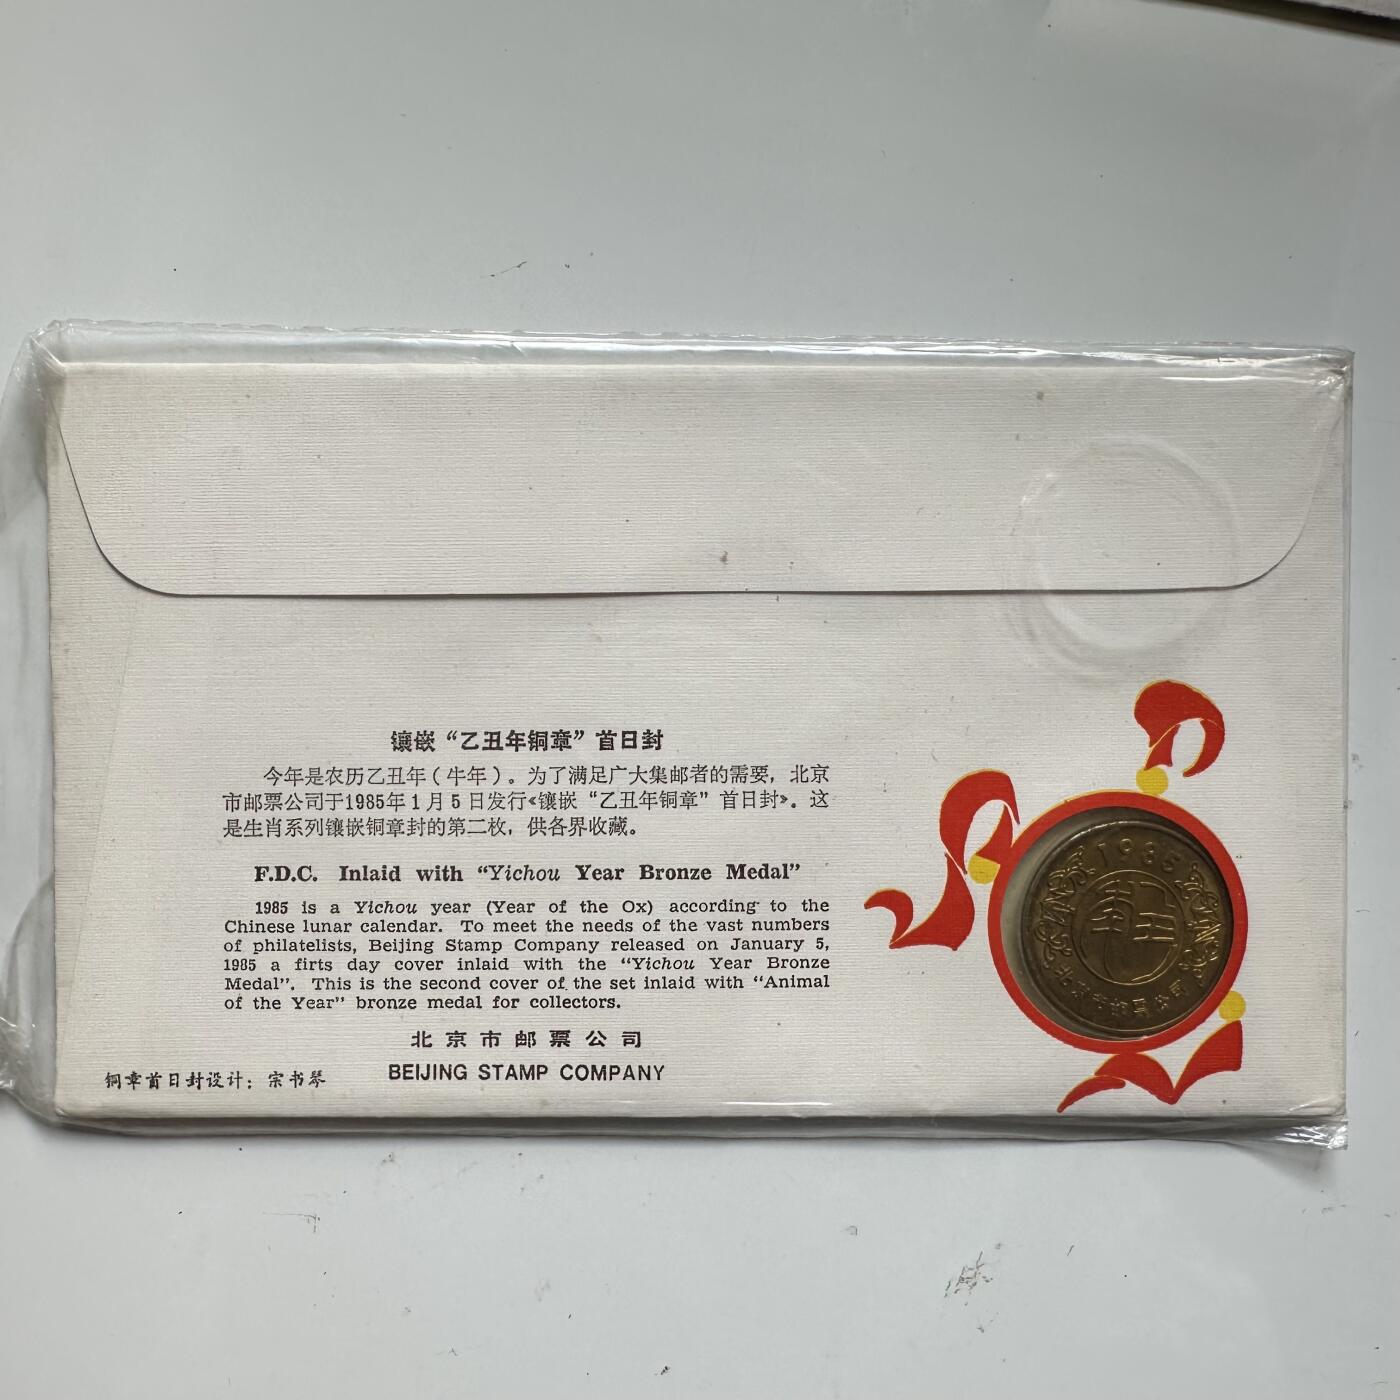 镶嵌“乙丑年铜章”首日封
今年是农历乙丑年(牛年)。为了满足广大集邮者的需要，北京
市邮票公司于1985年1月5日发行《镶嵌“乙丑年铜章”首日封》。这
是生肖系列镶嵌铜章封的第二枚，供各界收藏。
F.D.C. Inlaid with “Yichou Year Bronze Medal”
1985 is a Yichou year (Year of the Ox) according to the
Chinese lunar calendar. To meet the needs of the vast numbers
of philatelists, Beijing Stamp Company released on January 5,
1985 a firts day cover inlaid with the “Yichou Year Bronze
Medal”. This is the second cover of the set inlaid with “Animal
of the Year” bronze medal for collectors.
北京市邮票公司
BEIJING STAMP COMPANY
铜章首日封设计：宗书琴
1985
北京市邮票公司